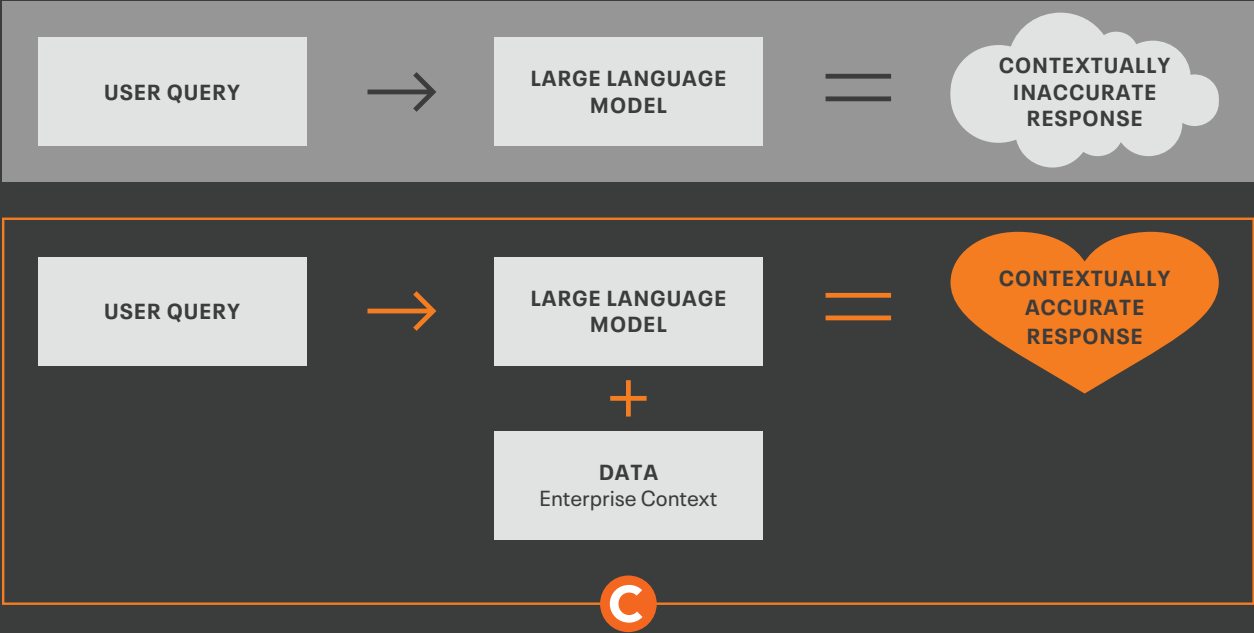 USER QUERY
LARGE LANGUAGE
MODEL
CONTEXTUALLY
INACCURATE
RESPONSE
USER QUERY
LARGE LANGUAGE
MODEL
CONTEXTUALLY
ACCURATE
RESPONSE
DATA
Enterprise Context
C